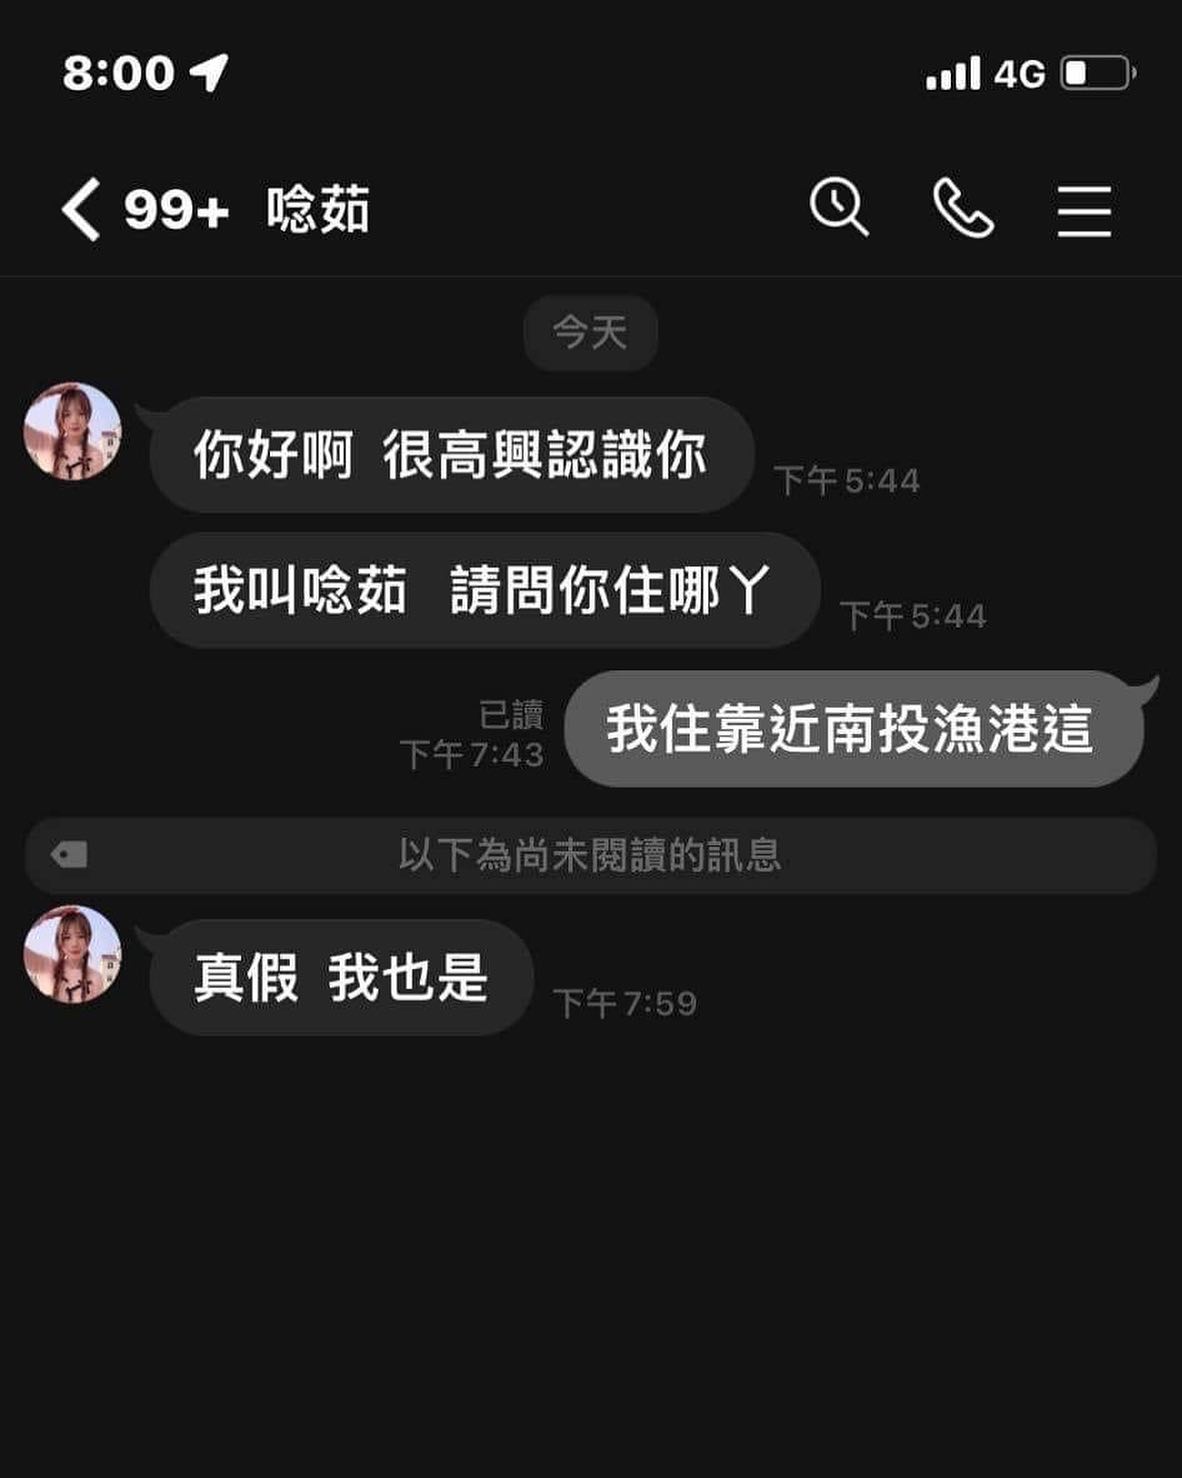 8:00 4G
99+ 唸茹
今天
你好啊 很高興認識你
下午5:44
我叫唸茹 請問你住哪丫
下午5:44
已讀
下午7:43
我住靠近南投漁港這
以下為尚未閱讀的訊息
真假 我也是
下午7:59